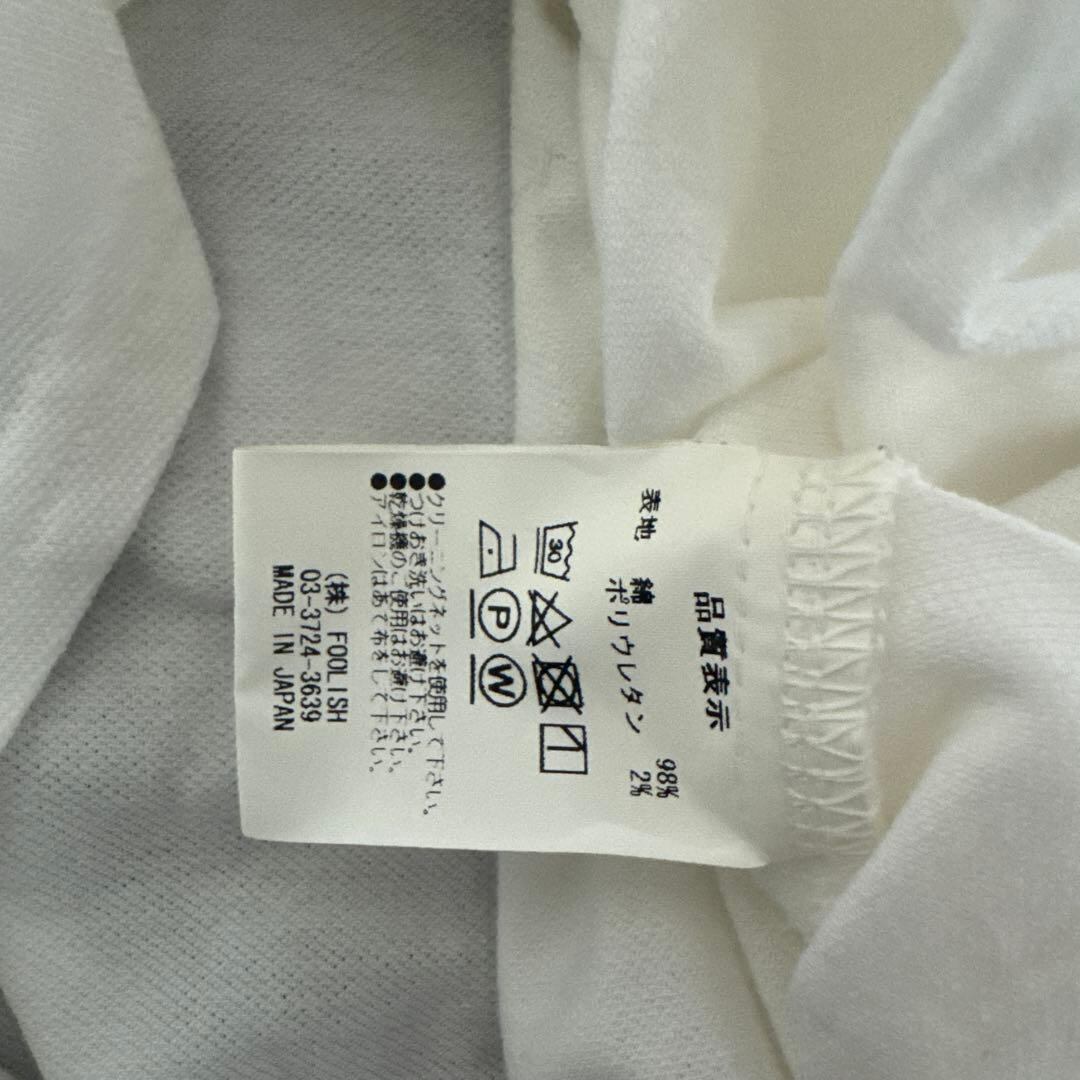 品質表示
表地 綿 98%
ポリウレタン 2%
30
P W
●クリーニングネットを使用して下さい。
●つけおき洗いはお避け下さい。
●乾燥機のご使用はお避け下さい。
●アイロンはあて布をして下さい。
(株) FOOLISH
03-3724-3639
MADE IN JAPAN